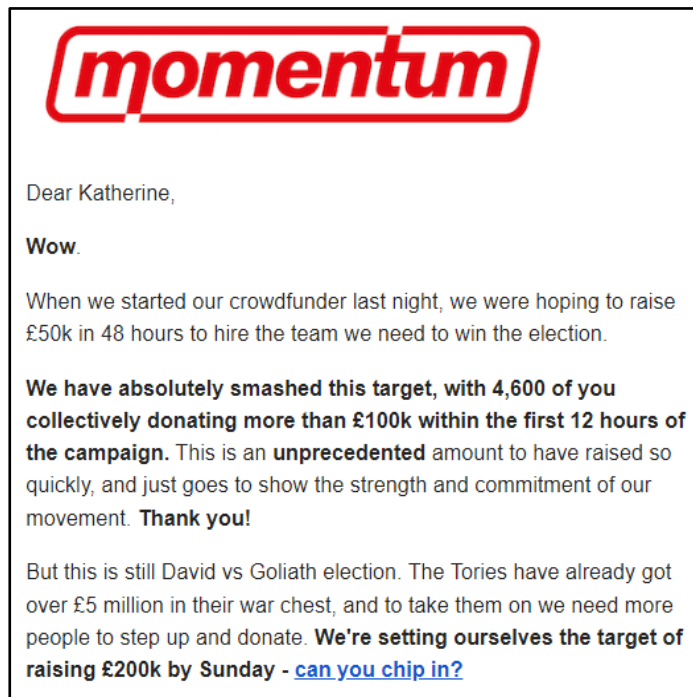 momentum
Dear Katherine,
Wow.
When we started our crowdfunder last night, we were hoping to raise
£50k in 48 hours to hire the team we need to win the election.
We have absolutely smashed this target, with 4,600 of you
collectively donating more than £100k within the first 12 hours of
the campaign. This is an unprecedented amount to have raised so
quickly, and just goes to show the strength and commitment of our
movement. Thank you!
But this is still David vs Goliath election. The Tories have already got
over £5 million in their war chest, and to take them on we need more
people to step up and donate. We're setting ourselves the target of
raising £200k by Sunday - can you chip in?